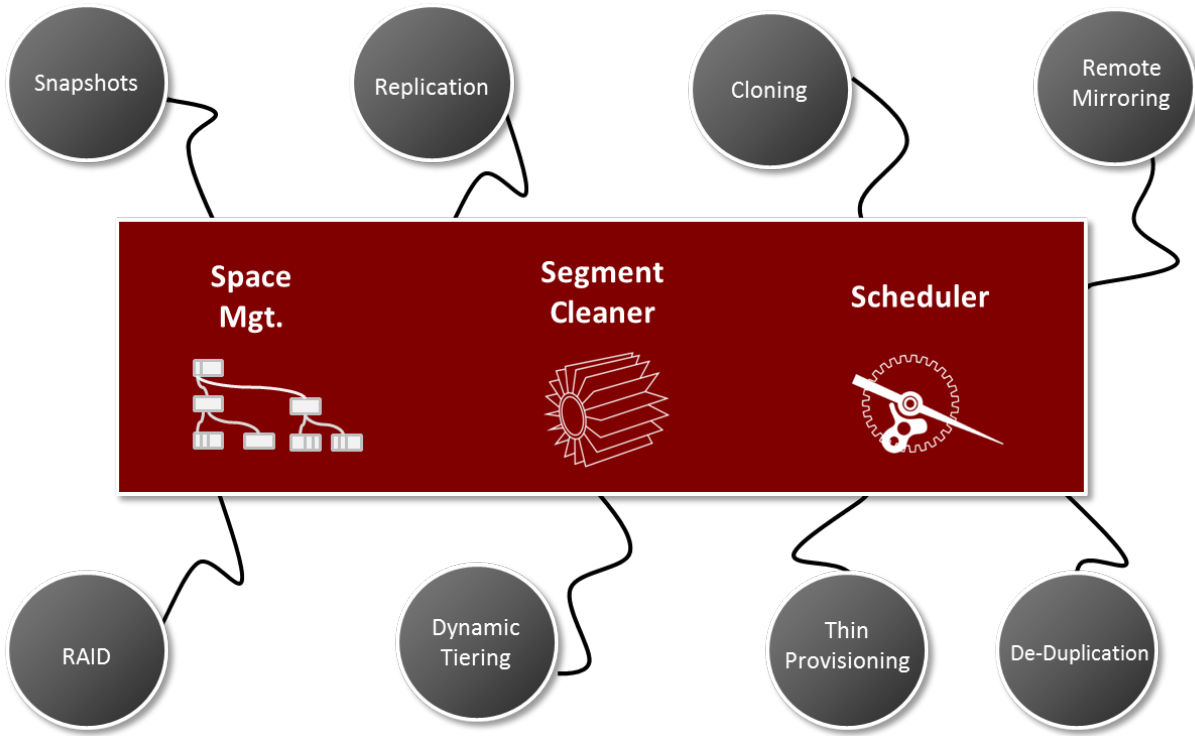 Snapshots
Replication
Cloning
Remote
Mirroring
Space
Mgt.
Segment
Cleaner
Scheduler
RAID
Dynamic
Tiering
Thin
Provisioning
De-Duplication